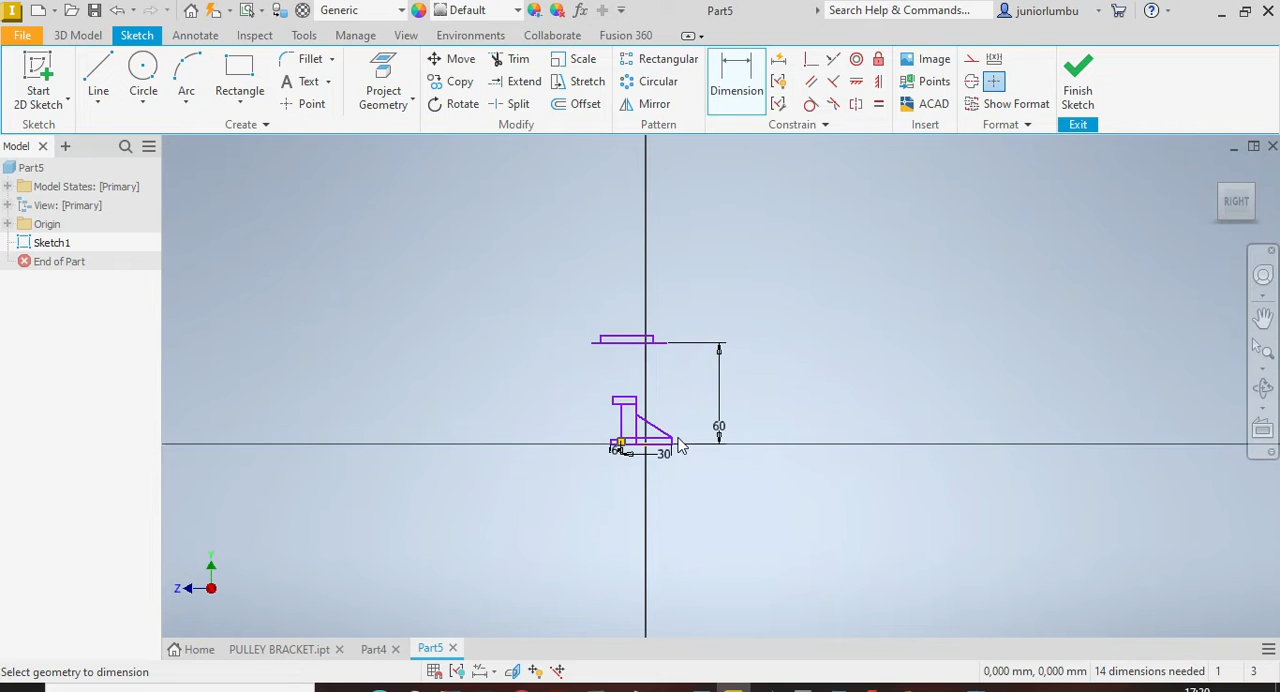 Generic
Default
Part5
Search Help & Commands...
juniorlumbu
File
3D Model
Sketch
Annotate
Inspect
Tools
Manage
View
Environments
Collaborate
Fusion 360
Start
2D Sketch
Line
Circle
Arc
Rectangle
Fillet
Text
Point
Project
Geometry
Move
Copy
Rotate
Trim
Extend
Split
Scale
Stretch
Offset
Rectangular
Circular
Mirror
Dimension
Image
Points
ACAD
Show Format
Finish
Sketch
Sketch
Create
Modify
Pattern
Constrain
Insert
Format
Exit
Model
Part5
Model States: [Primary]
View: [Primary]
Origin
Sketch1
End of Part
RIGHT
60
6
30
Y
Z
Home
PULLEY BRACKET.ipt
Part4
Part5
Select geometry to dimension
0,000 mm, 0,000 mm
14 dimensions needed
1
3